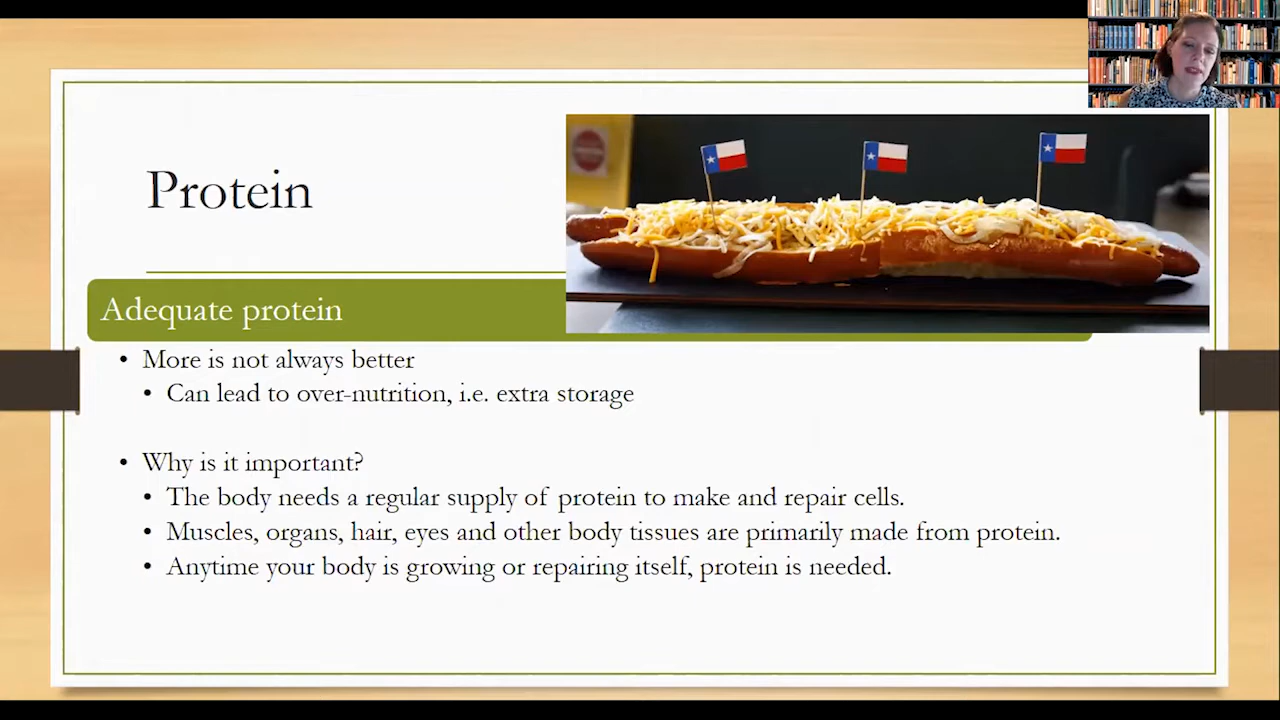 Protein
Adequate protein
• More is not always better
• Can lead to over-nutrition, i.e. extra storage
• Why is it important?
• The body needs a regular supply of protein to make and repair cells.
• Muscles, organs, hair, eyes and other body tissues are primarily made from protein.
• Anytime your body is growing or repairing itself, protein is needed.